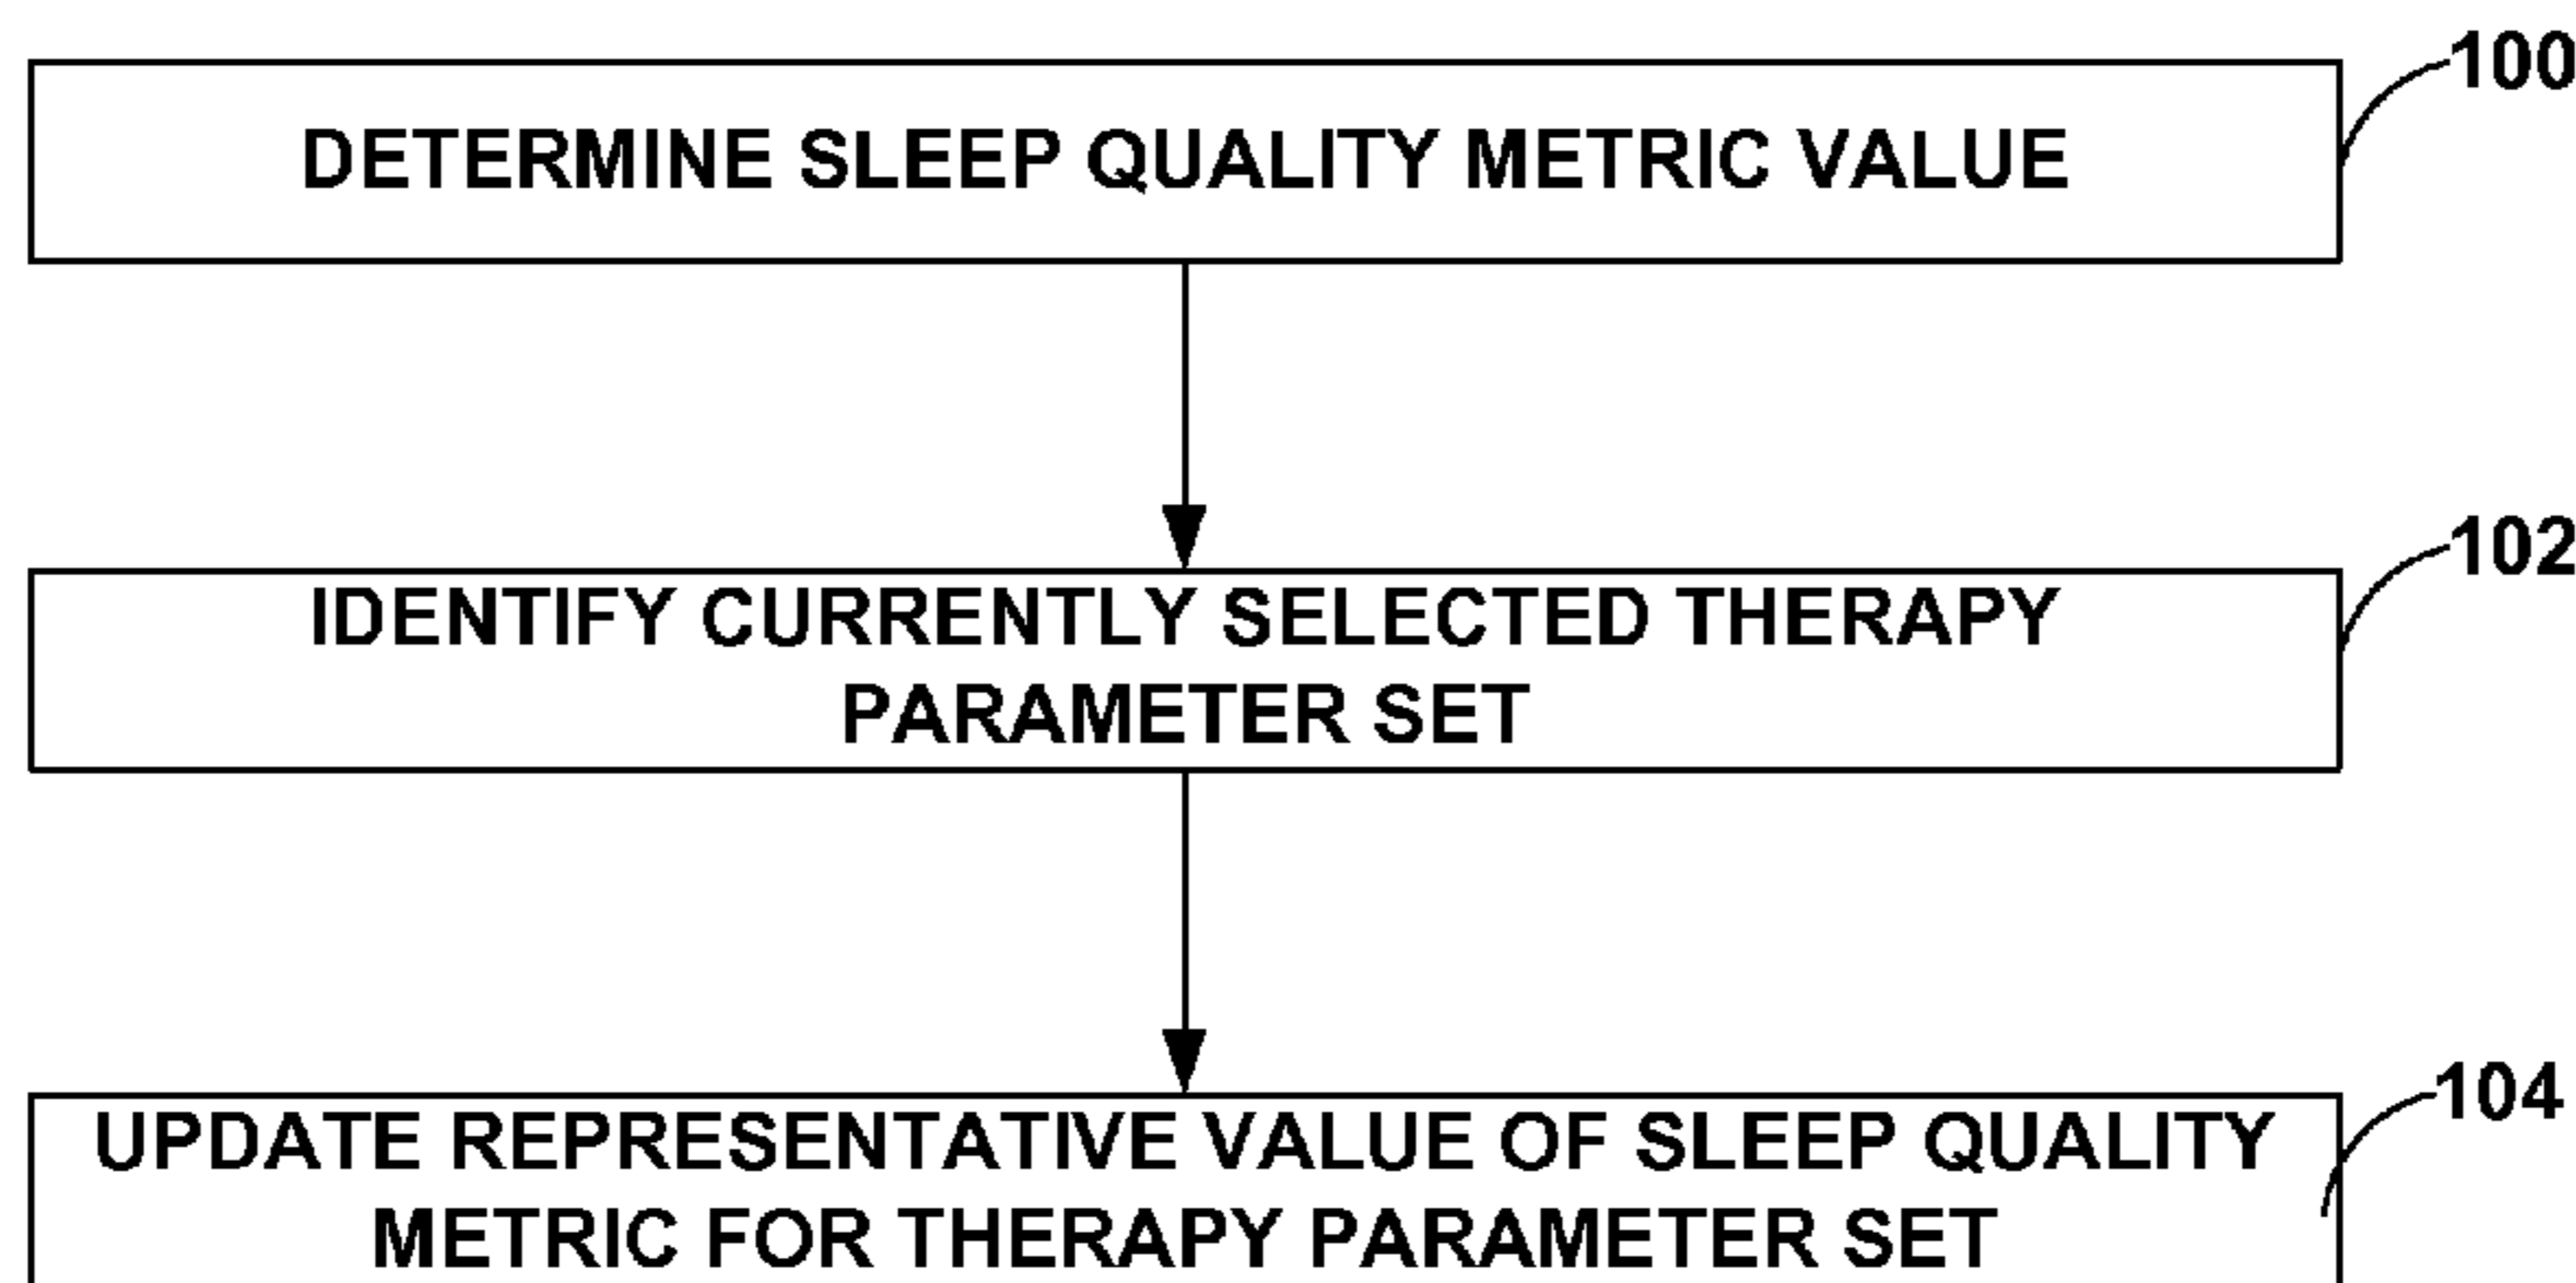 100
DETERMINE SLEEP QUALITY METRIC VALUE
102
IDENTIFY CURRENTLY SELECTED THERAPY
PARAMETER SET
104
UPDATE REPRESENTATIVE VALUE OF SLEEP QUALITY
METRIC FOR THERAPY PARAMETER SET